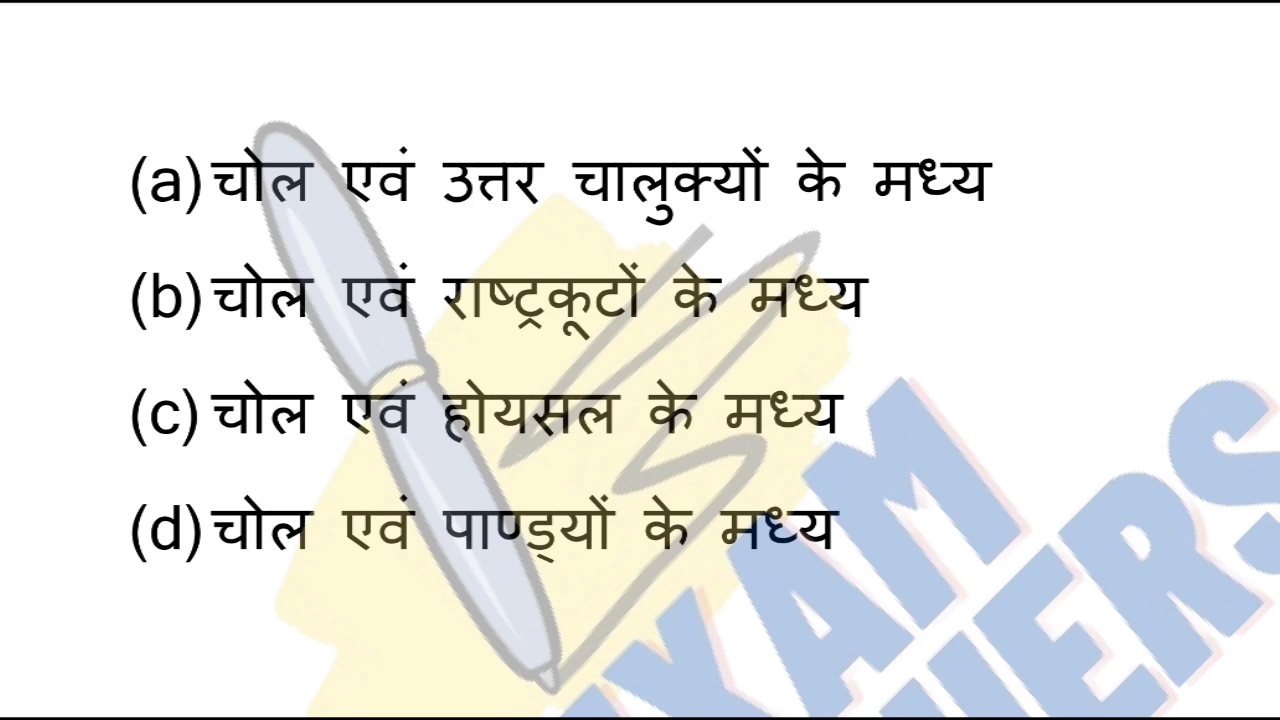 (a) चोल एवं उत्तर चालुक्यों के मध्य
(b) चोल एवं राष्ट्रकूटों के मध्य
(c) चोल एवं होयसल के मध्य
(d) चोल एवं पाण्ड्यों के मध्य